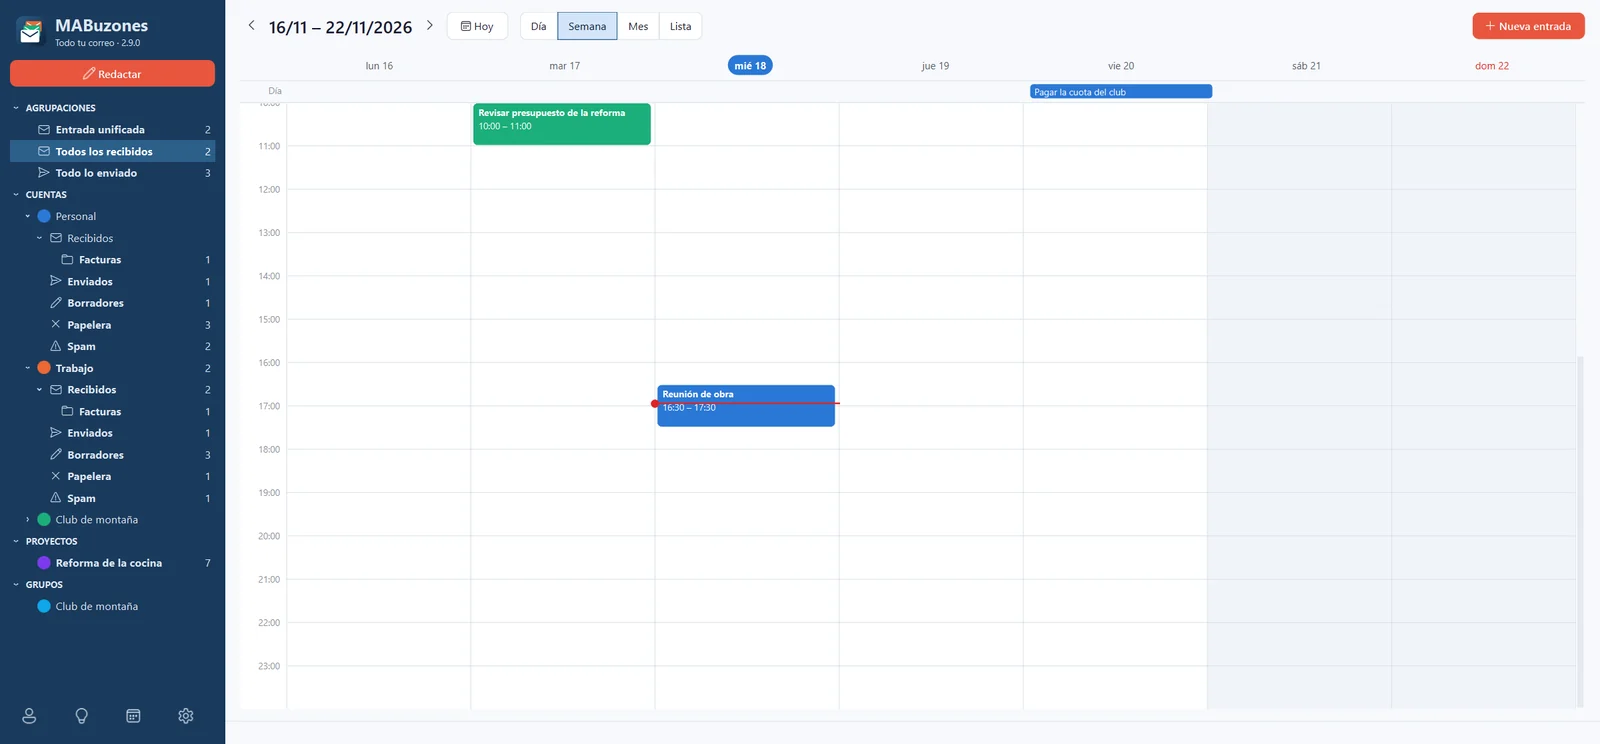 MABuzones
Todo tu correo · 2.9.0
Redactar
AGRUPACIONES
Entrada unificada 2
Todos los recibidos 2
Todo lo enviado 3
CUENTAS
Personal
Recibidos
Facturas 1
Enviados 1
Borradores 1
Papelera 3
Spam 2
Trabajo 2
Recibidos 2
Facturas 1
Enviados 1
Borradores 3
Papelera 1
Spam 1
Club de montaña
PROYECTOS
Reforma de la cocina 7
GRUPOS
Club de montaña
16/11 – 22/11/2026
Hoy
Día Semana Mes Lista
Nueva entrada
lun 16 mar 17 mié 18 jue 19 vie 20 sáb 21 dom 22
Día
Pagar la cuota del club
10:00
Revisar presupuesto de la reforma
10:00 – 11:00
11:00
12:00
13:00
14:00
15:00
16:00
Reunión de obra
16:30 – 17:30
17:00
18:00
19:00
20:00
21:00
22:00
23:00